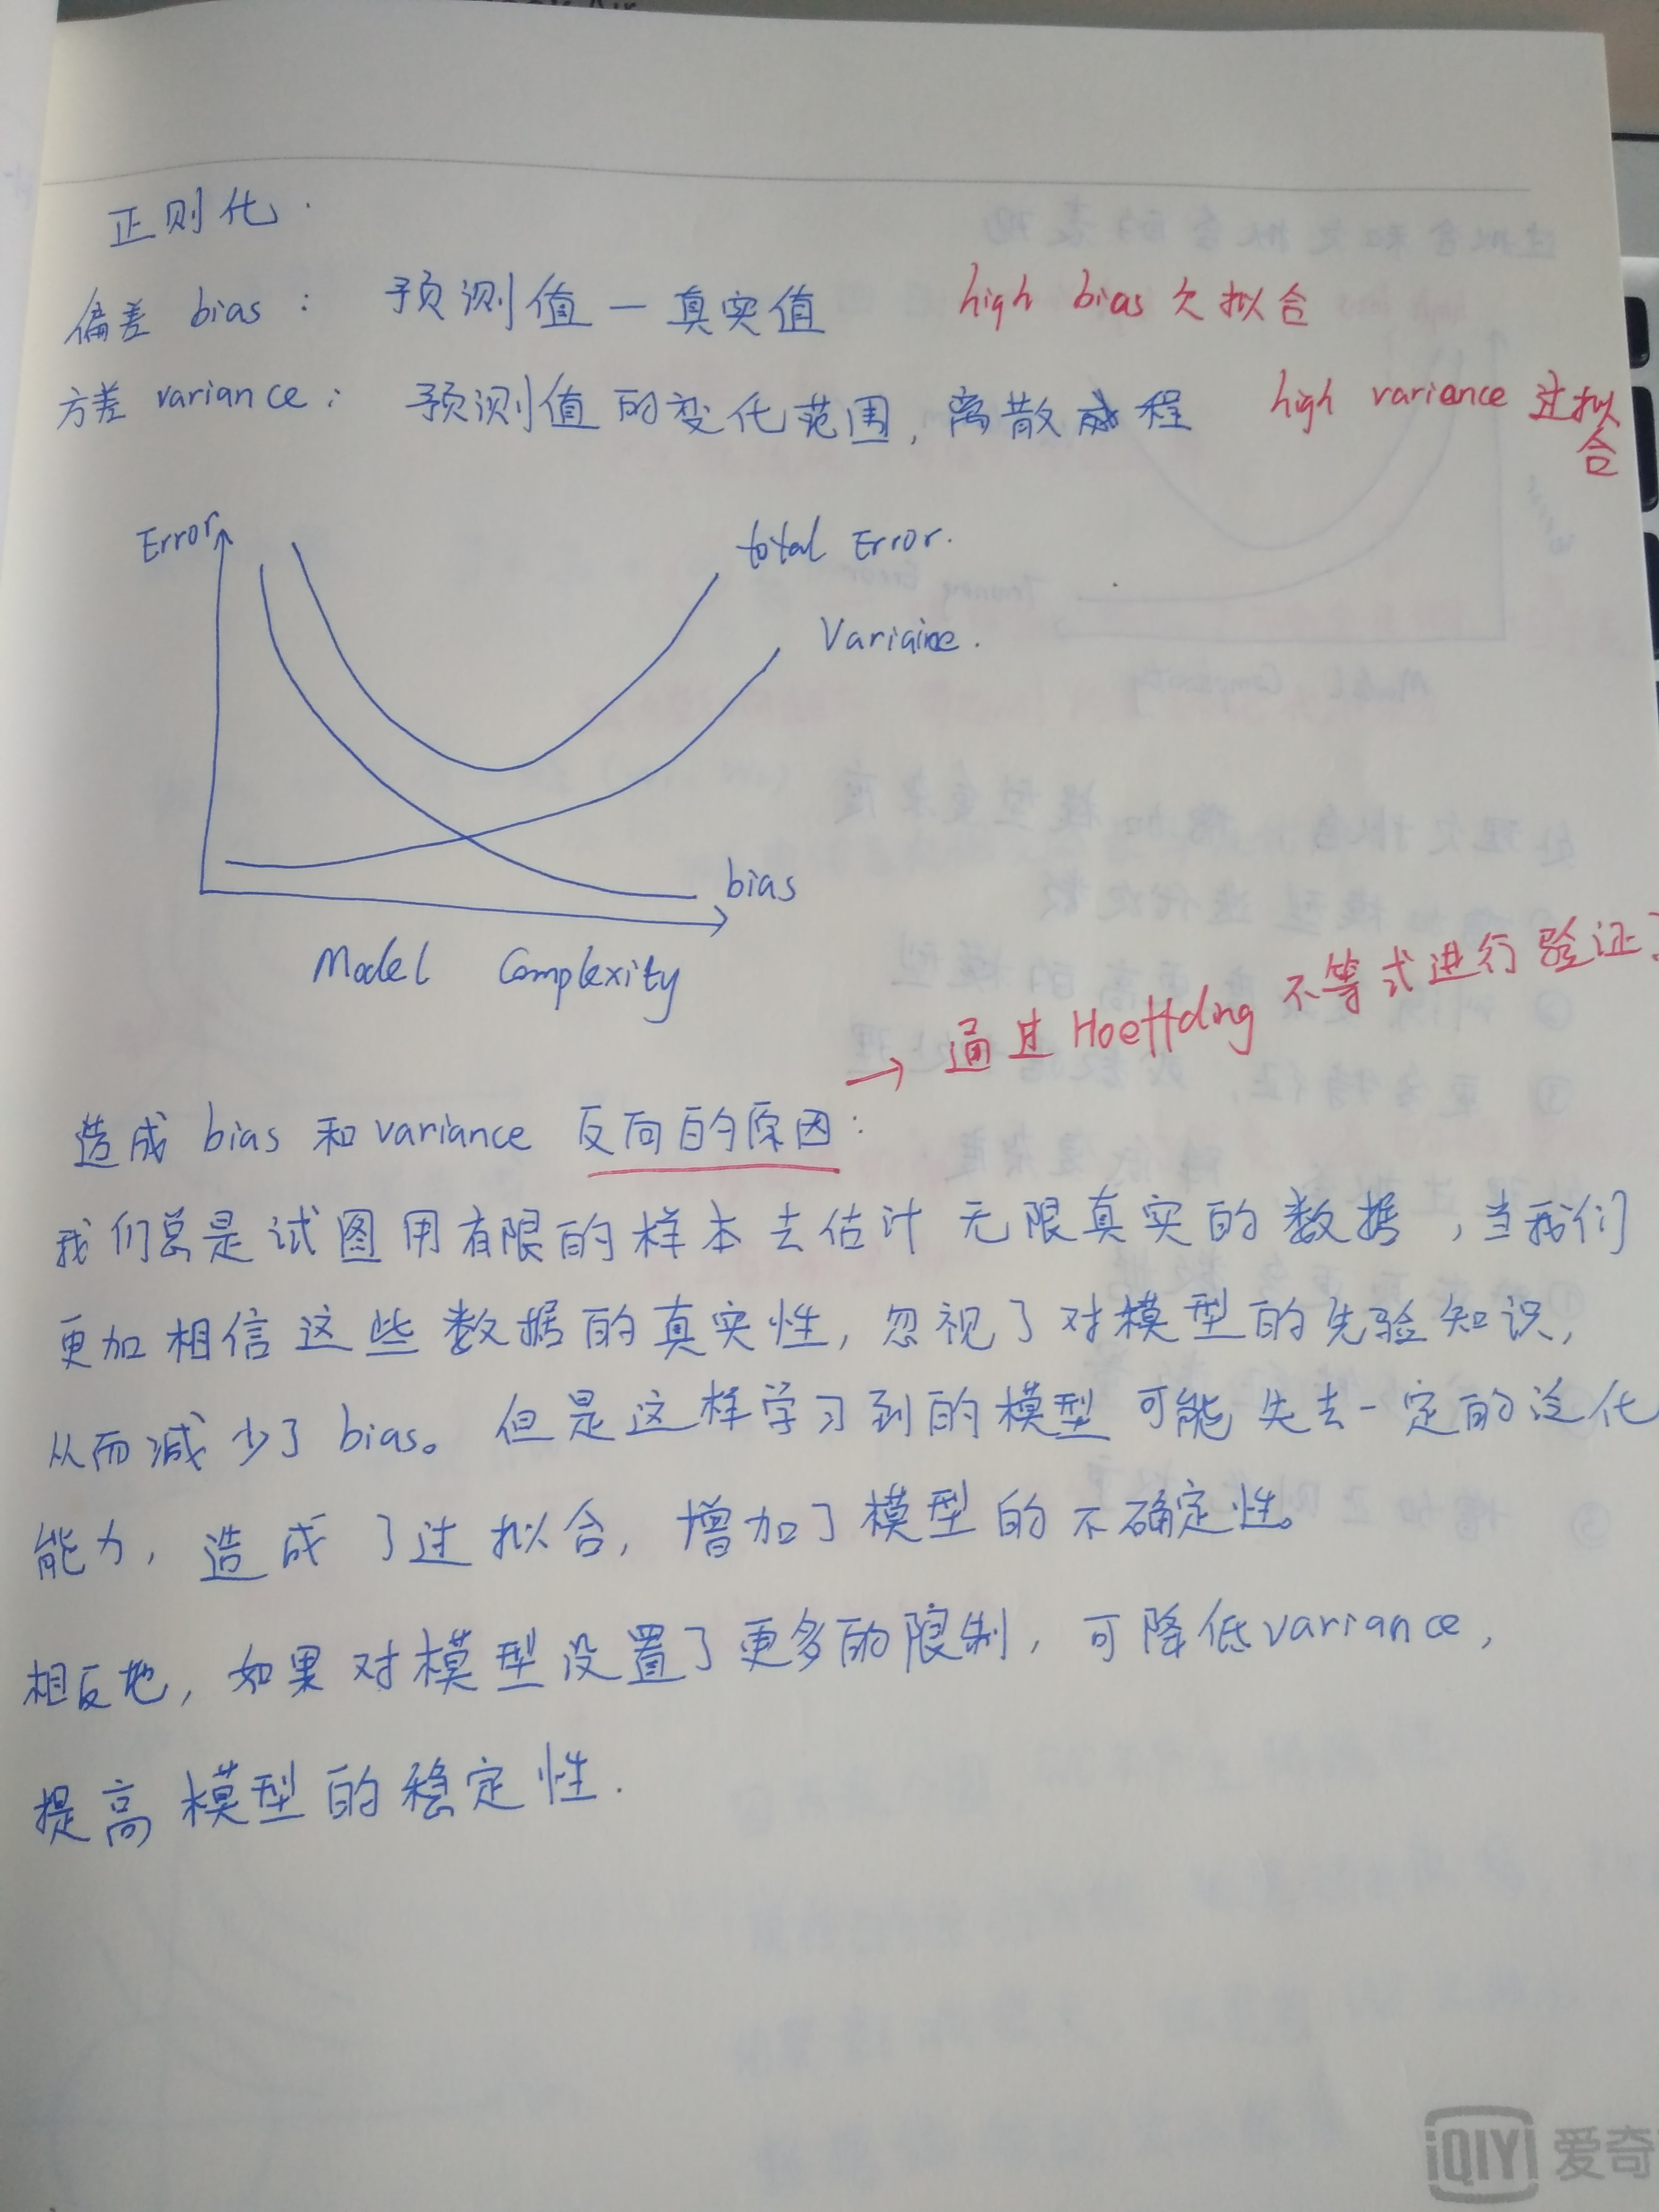 正则化.
偏差 bias： 预测值 — 真实值 high bias 欠拟合
方差 variance： 预测值的变化范围, 离散程 high variance 过拟合
Error
total Error.
Variance.
bias
Model Complexity
→ 通过 Hoeffding 不等式进行验证
造成 bias 和 variance 反向的原因：
我们总是试图用有限的样本去估计无限真实的数据，当我们
更加相信这些数据的真实性，忽视了对模型的先验知识，
从而减少了 bias。但是这样学习到的模型可能失去一定的泛化
能力，造成了过拟合，增加了模型的不确定性。
相反地，如果对模型设置了更多的限制，可降低variance，
提高模型的稳定性.
iQIYI 爱奇